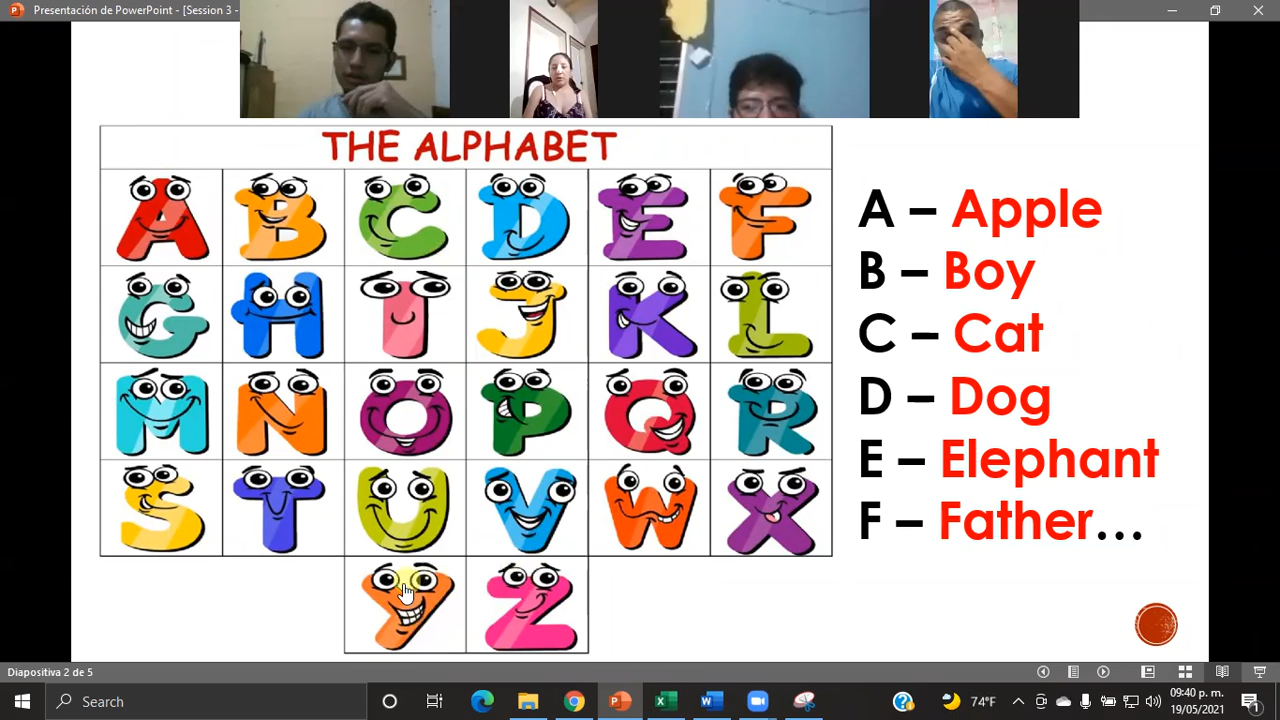 Presentación de PowerPoint - [Session 3 -
THE ALPHABET
A B C D E F
G H I J K L
M N O P Q R
S T U V W X
Y Z
A – Apple
B – Boy
C – Cat
D – Dog
E – Elephant
F – Father...
Diapositiva 2 de 5
Search
74°F
09:40 p. m.
19/05/2021
1